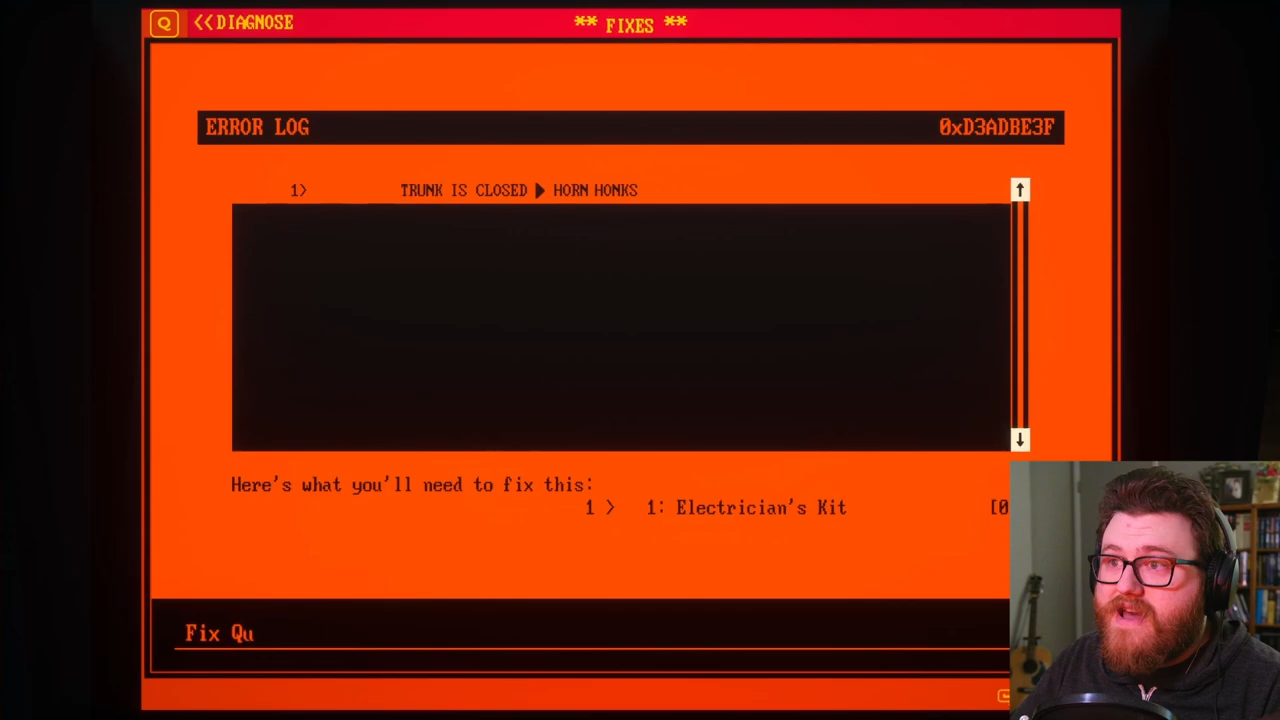 Q <<DIAGNOSE ** FIXES **
ERROR LOG 0xD3ADBE3F
1> TRUNK IS CLOSED ▶ HORN HONKS
Here's what you'll need to fix this:
1 > 1: Electrician's Kit [0
Fix Qu